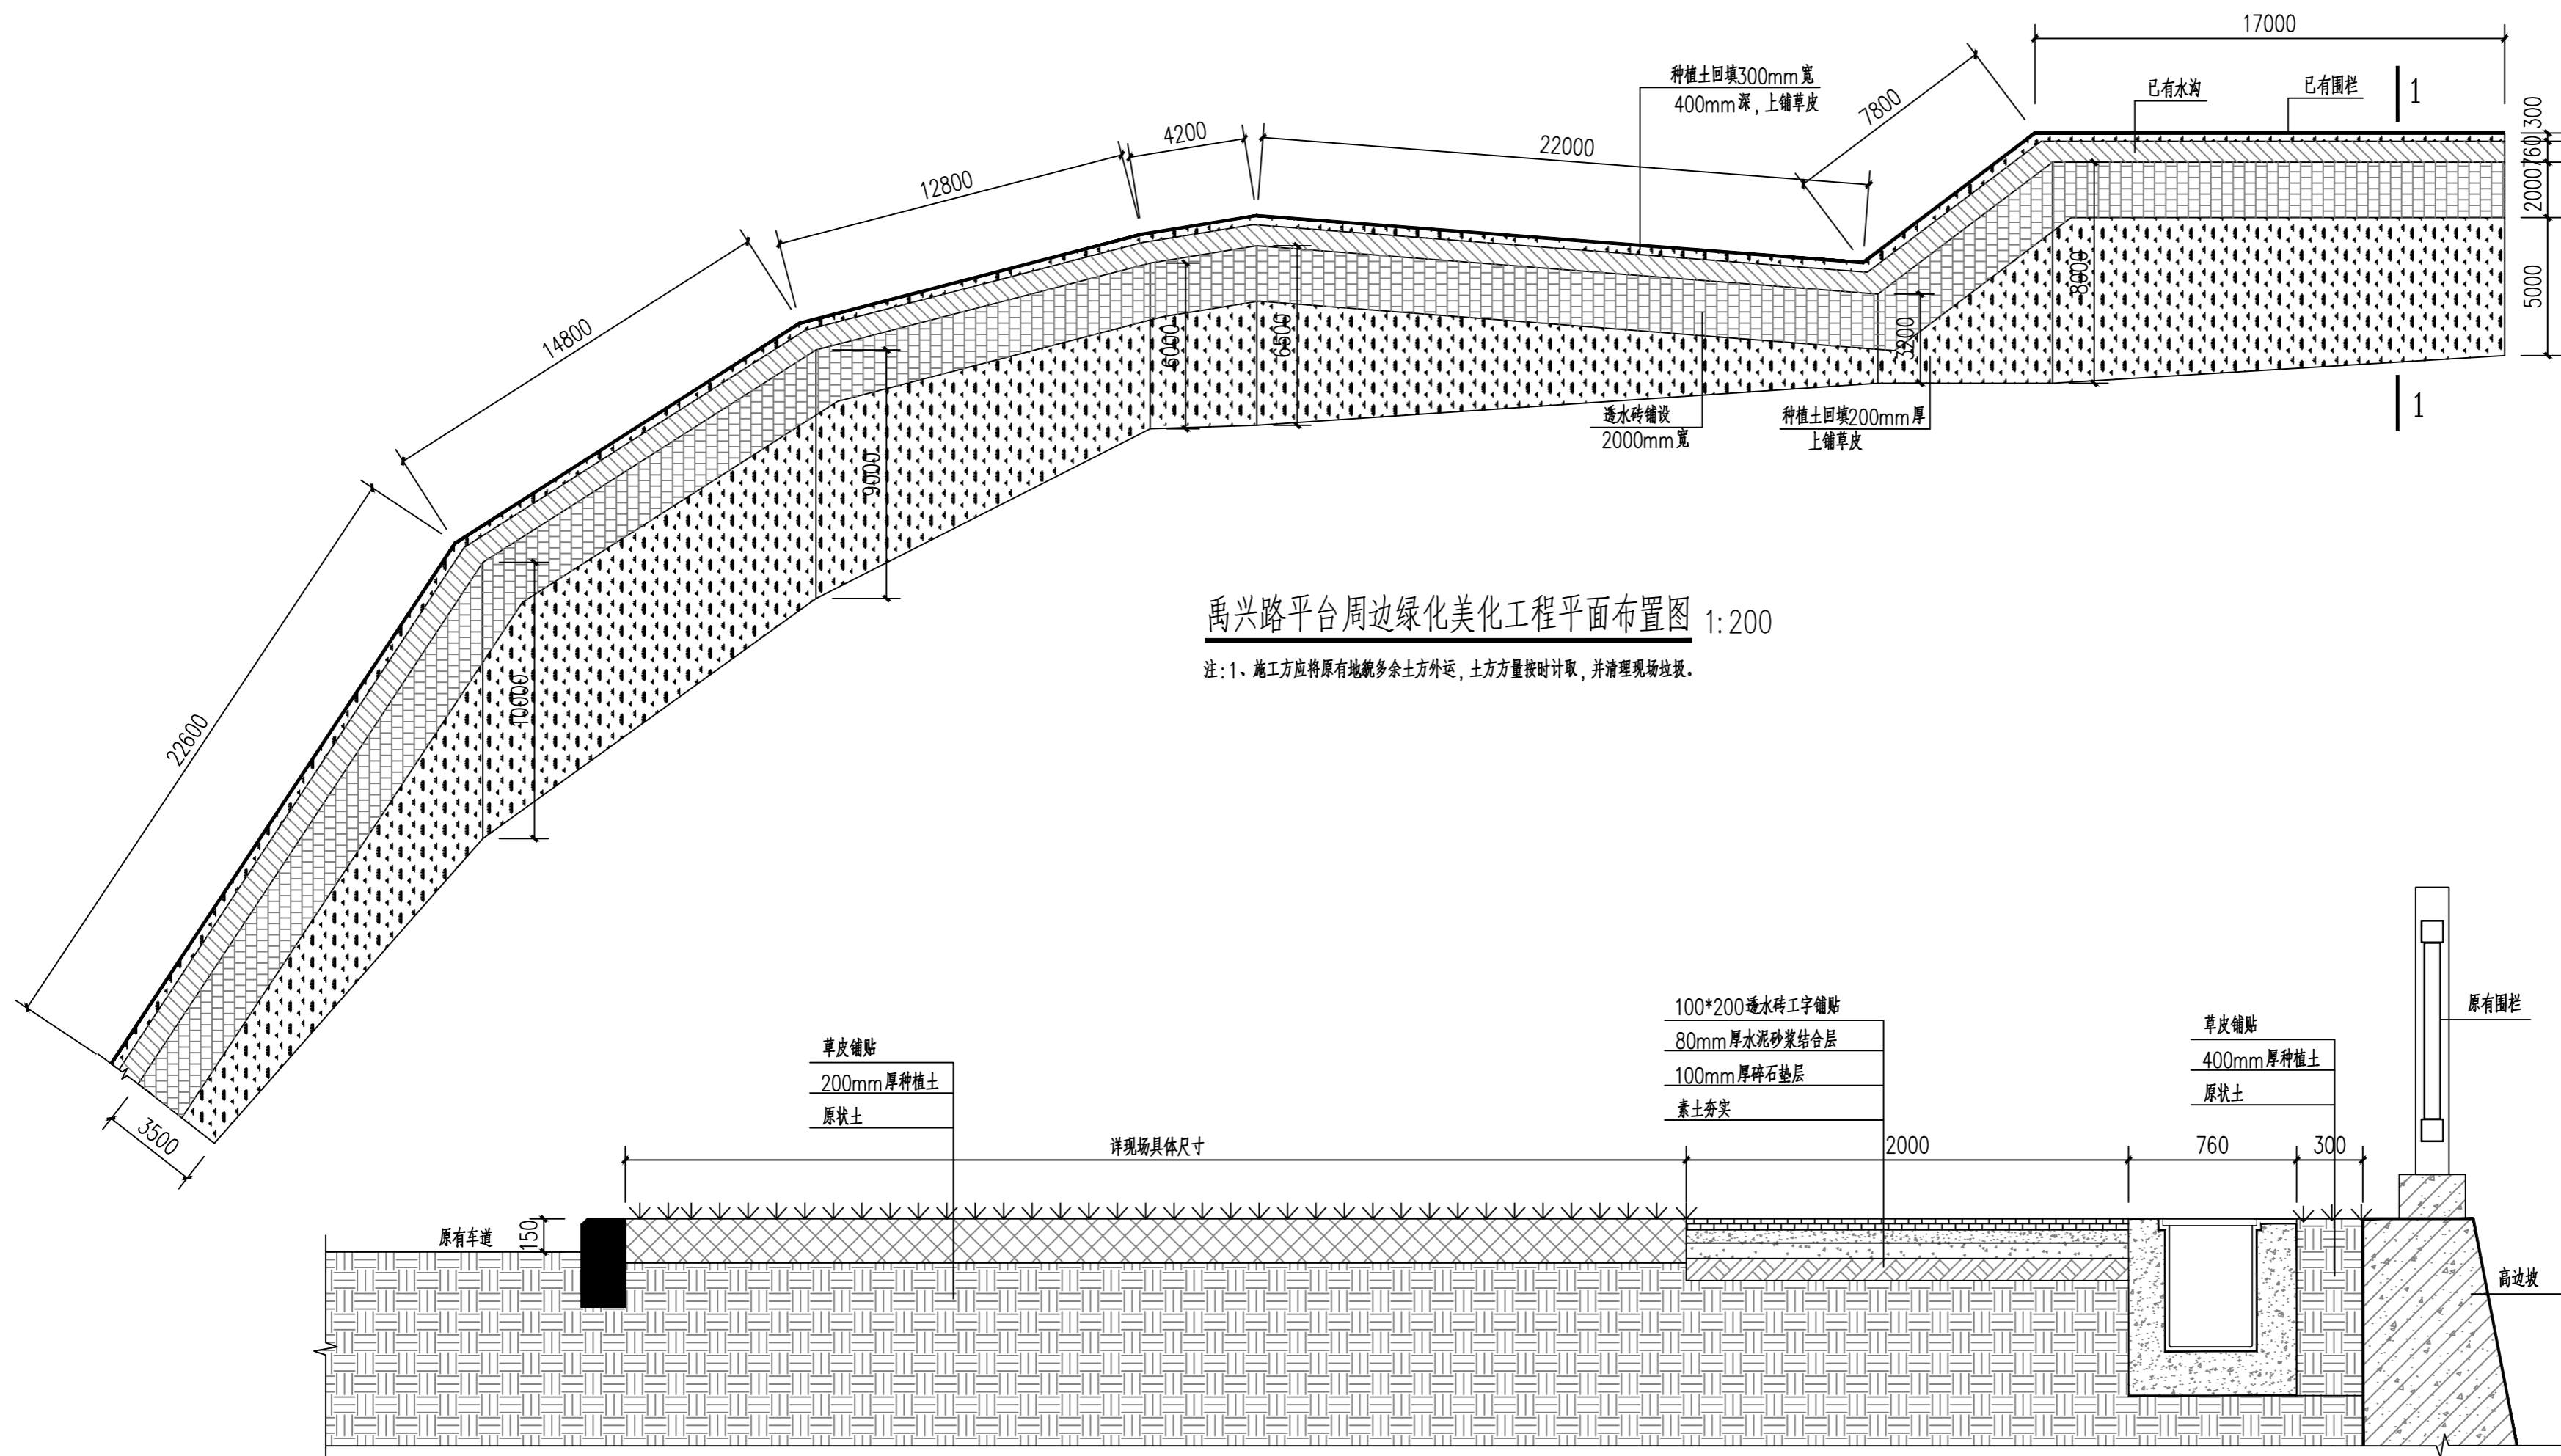 17000
种植土回填300mm宽
400mm深，上铺草皮
7800
已有水沟
已有围栏
1
300
760
2000
5000
4200
22000
12800
14800
22600
8000
3200
6500
6000
9000
10000
3500
透水砖铺设
2000mm宽
种植土回填200mm厚
上铺草皮
1
禹兴路平台周边绿化美化工程平面布置图 1:200
注:1、施工方应将原有地貌多余土方外运，土方方量按时计取，并清理现场垃圾.
草皮铺贴
200mm厚种植土
原状土
100*200透水砖工字铺贴
80mm厚水泥砂浆结合层
100mm厚碎石垫层
素土夯实
草皮铺贴
400mm厚种植土
原状土
原有围栏
详现场具体尺寸
2000
760
300
原有车道
150
高边坡